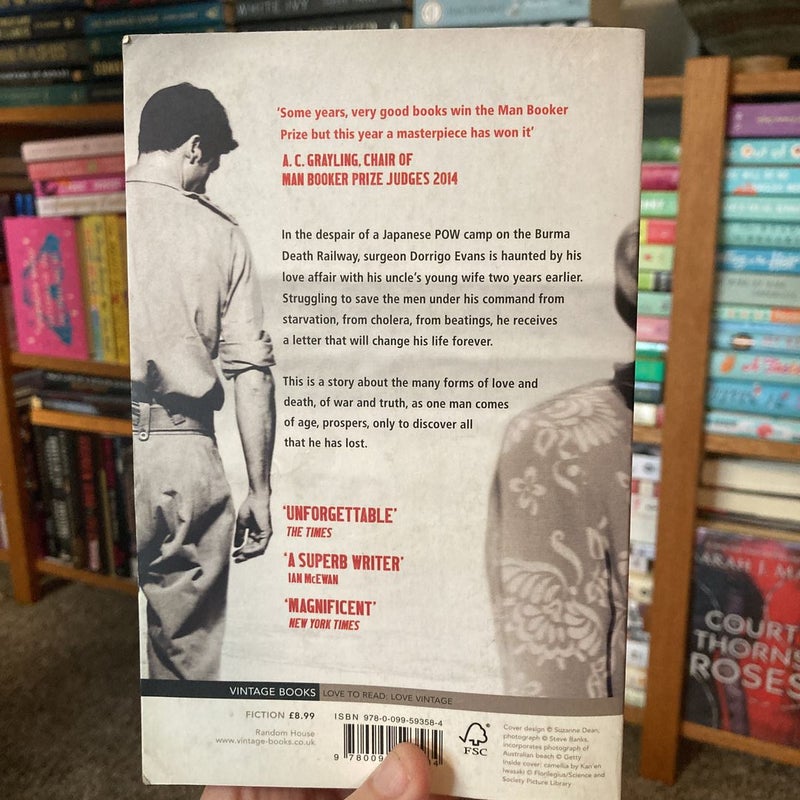 WHITE IVY
'Some years, very good books win the Man Booker
Prize but this year a masterpiece has won it'
A. C. GRAYLING, CHAIR OF
MAN BOOKER PRIZE JUDGES 2014
In the despair of a Japanese POW camp on the Burma
Death Railway, surgeon Dorrigo Evans is haunted by his
love affair with his uncle's young wife two years earlier.
Struggling to save the men under his command from
starvation, from cholera, from beatings, he receives
a letter that will change his life forever.
This is a story about the many forms of love and
death, of war and truth, as one man comes
of age, prospers, only to discover all
that he has lost.
'UNFORGETTABLE'
THE TIMES
'A SUPERB WRITER'
IAN McEWAN
'MAGNIFICENT'
NEW YORK TIMES
VINTAGE BOOKS LOVE TO READ; LOVE VINTAGE
FICTION £8.99
Random House
www.vintage-books.co.uk
ISBN 978-0-099-59358-4
9 78009 4
FSC
Cover design © Suzanne Dean;
photograph © Steve Banks,
incorporates photograph of
Australian beach © Getty
Inside cover: camellia by Kan'en
Iwasaki © Florilegius/Science and
Society Picture Library
SARAH J. MA
COURT
THORNS
ROSES